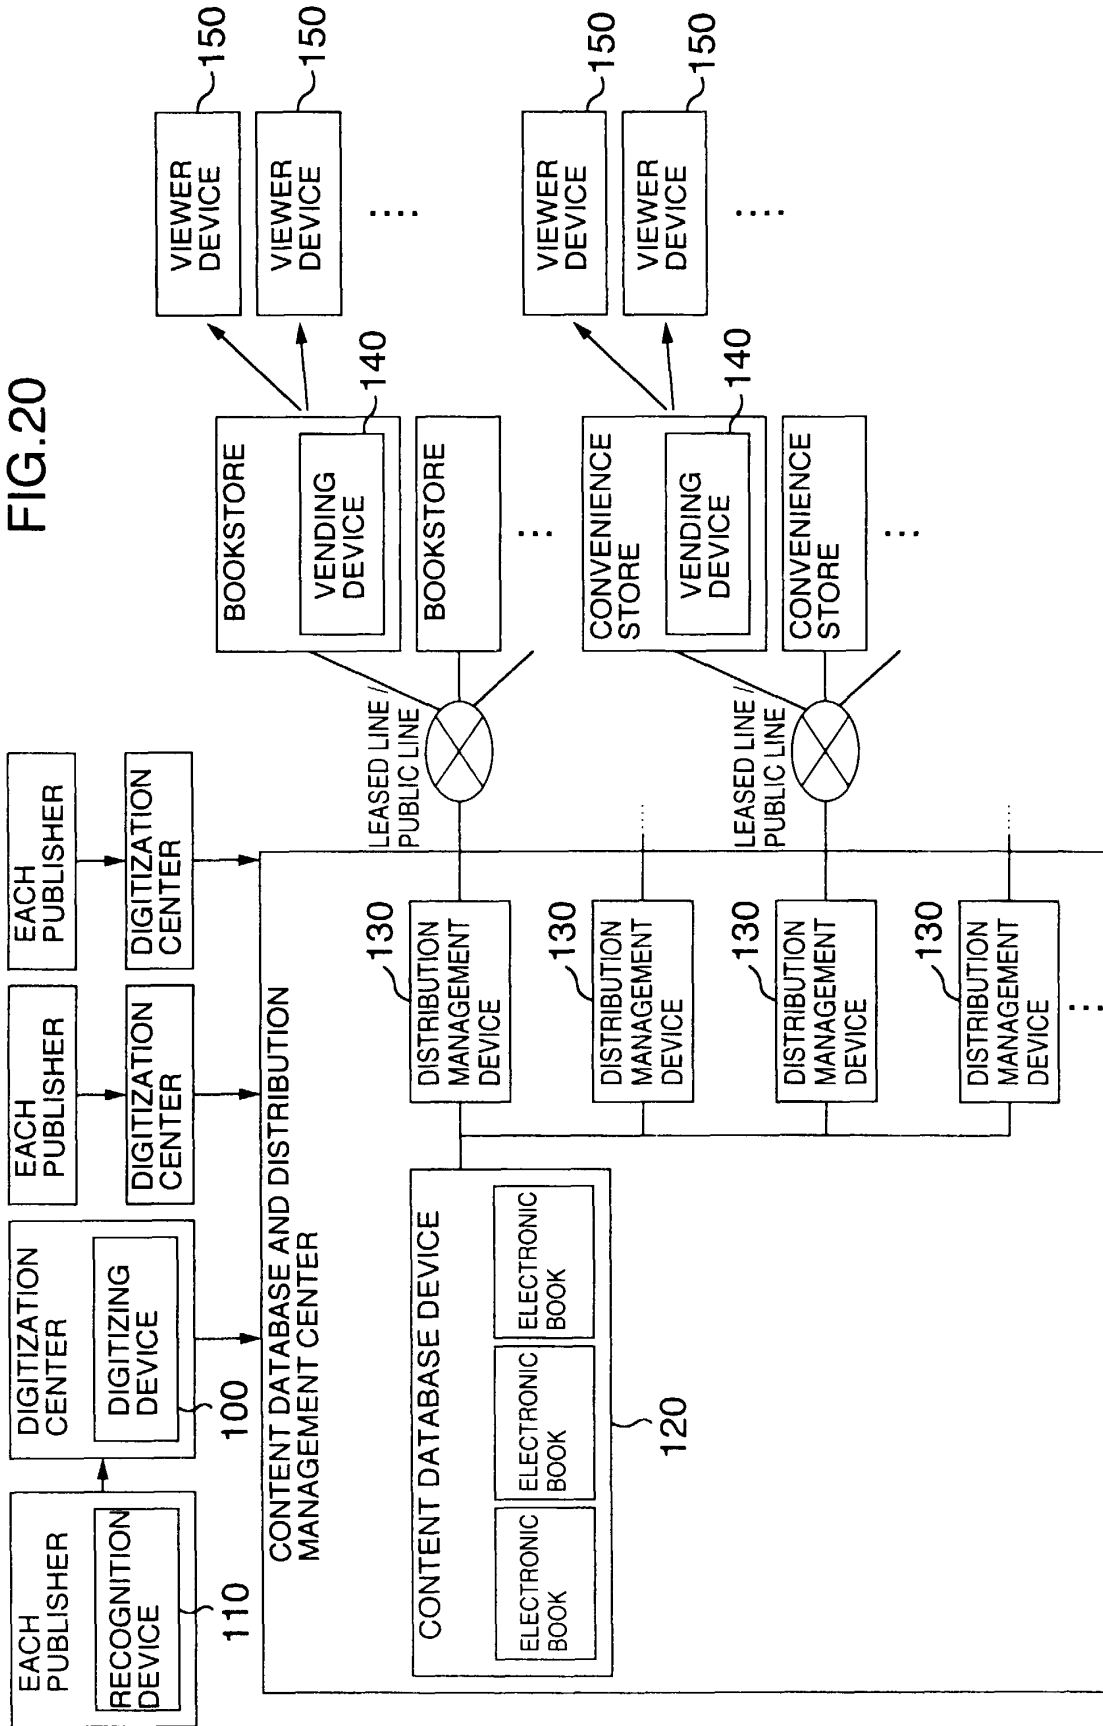 FIG.20
EACH
PUBLISHER
RECOGNITION
DEVICE
110
DIGITIZATION
CENTER
DIGITIZING
DEVICE
100
EACH
PUBLISHER
DIGITIZATION
CENTER
EACH
PUBLISHER
DIGITIZATION
CENTER
CONTENT DATABASE AND DISTRIBUTION
MANAGEMENT CENTER
CONTENT DATABASE DEVICE
ELECTRONIC
BOOK
ELECTRONIC
BOOK
ELECTRONIC
BOOK
120
130
DISTRIBUTION
MANAGEMENT
DEVICE
130
DISTRIBUTION
MANAGEMENT
DEVICE
130
DISTRIBUTION
MANAGEMENT
DEVICE
130
DISTRIBUTION
MANAGEMENT
DEVICE
...
....
....
LEASED LINE /
PUBLIC LINE
BOOKSTORE
VENDING
DEVICE
140
BOOKSTORE
...
VIEWER
DEVICE
150
VIEWER
DEVICE
150
....
LEASED LINE /
PUBLIC LINE
CONVENIENCE
STORE
VENDING
DEVICE
140
CONVENIENCE
STORE
...
VIEWER
DEVICE
150
VIEWER
DEVICE
150
....